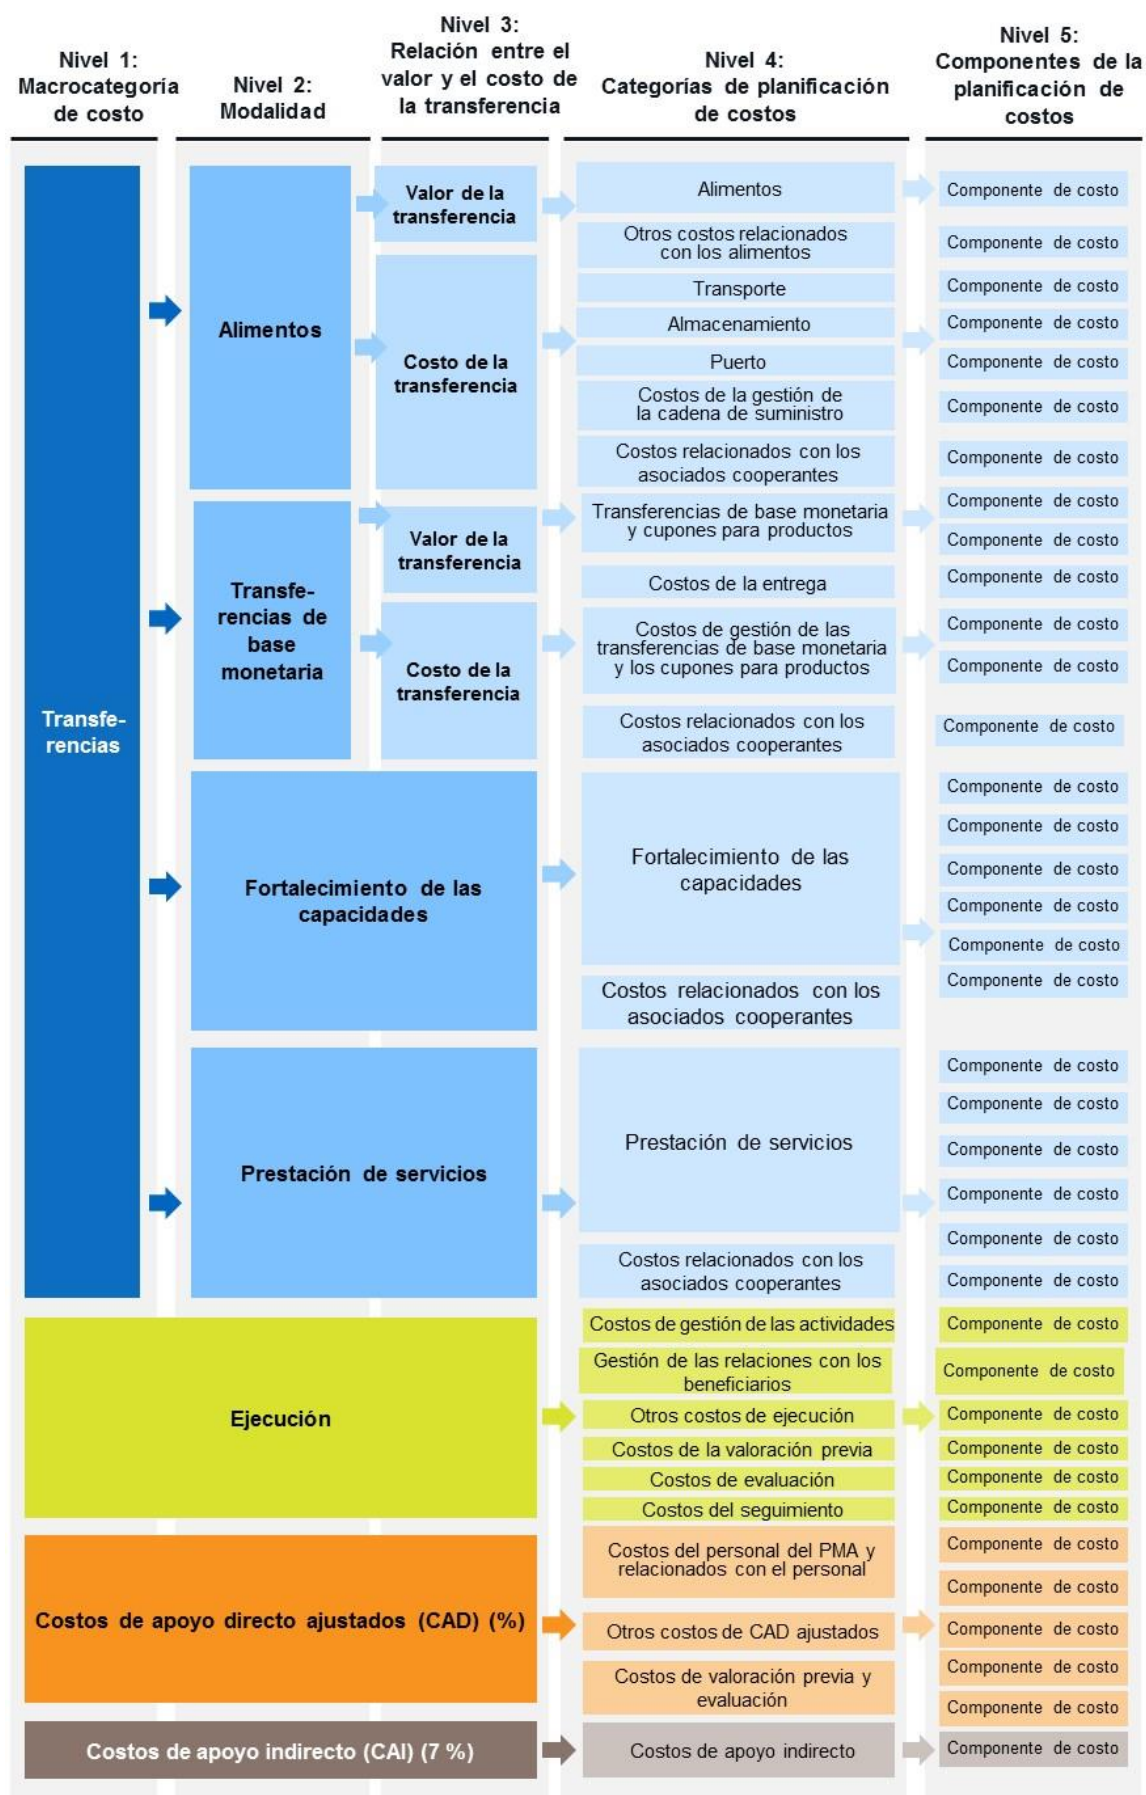 Nivel 1:
Macrocategoría
de costo
Nivel 2:
Modalidad
Nivel 3:
Relación entre el
valor y el costo de
la transferencia
Nivel 4:
Categorías de planificación
de costos
Nivel 5:
Componentes de la
planificación de
costos
Transfe-
rencias
Alimentos
Valor de la
transferencia
Alimentos
Componente de costo
Costo de la
transferencia
Otros costos relacionados
con los alimentos
Componente de costo
Transporte
Componente de costo
Almacenamiento
Componente de costo
Puerto
Componente de costo
Costos de la gestión de
la cadena de suministro
Componente de costo
Costos relacionados con los
asociados cooperantes
Componente de costo
Transfe-
rencias de
base
monetaria
Valor de la
transferencia
Transferencias de base monetaria
y cupones para productos
Componente de costo
Componente de costo
Costo de la
transferencia
Costos de la entrega
Componente de costo
Costos de gestión de las
transferencias de base monetaria
y los cupones para productos
Componente de costo
Componente de costo
Costos relacionados con los
asociados cooperantes
Componente de costo
Fortalecimiento de las
capacidades
Fortalecimiento de las
capacidades
Componente de costo
Componente de costo
Componente de costo
Componente de costo
Componente de costo
Costos relacionados con los
asociados cooperantes
Componente de costo
Prestación de servicios
Prestación de servicios
Componente de costo
Componente de costo
Componente de costo
Componente de costo
Componente de costo
Costos relacionados con los
asociados cooperantes
Componente de costo
Ejecución
Costos de gestión de las actividades
Componente de costo
Gestión de las relaciones con los
beneficiarios
Componente de costo
Otros costos de ejecución
Componente de costo
Costos de la valoración previa
Componente de costo
Costos de evaluación
Componente de costo
Costos del seguimiento
Componente de costo
Costos de apoyo directo ajustados (CAD) (%)
Costos del personal del PMA y
relacionados con el personal
Componente de costo
Componente de costo
Otros costos de CAD ajustados
Componente de costo
Costos de valoración previa y
evaluación
Componente de costo
Componente de costo
Costos de apoyo indirecto (CAI) (7 %)
Costos de apoyo indirecto
Componente de costo